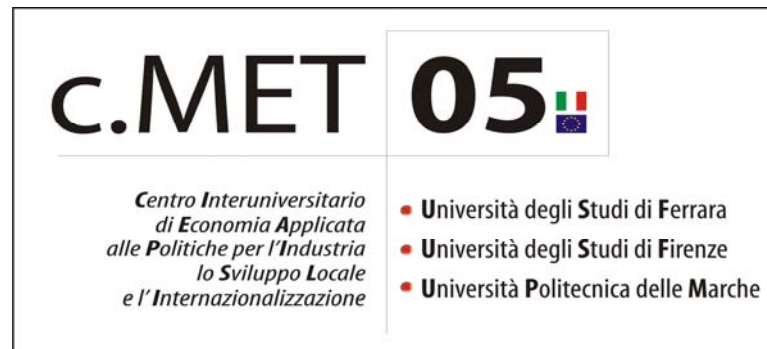 c.MET 05
Centro Interuniversitario
di Economia Applicata
alle Politiche per l'Industria
lo Sviluppo Locale
e l' Internazionalizzazione
Università degli Studi di Ferrara
Università degli Studi di Firenze
Università Politecnica delle Marche